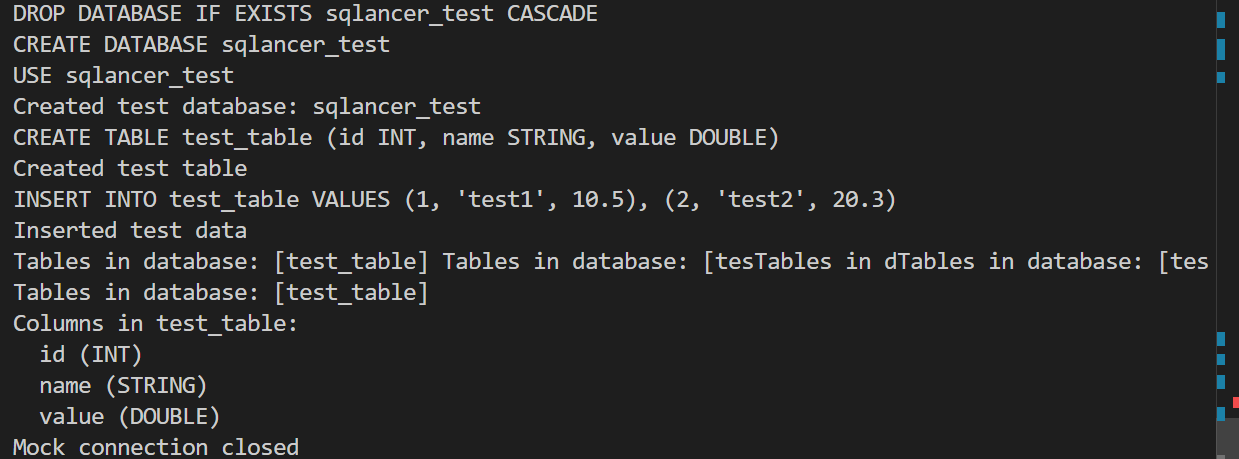 DROP DATABASE IF EXISTS sqlancer_test CASCADE
CREATE DATABASE sqlancer_test
USE sqlancer_test
Created test database: sqlancer_test
CREATE TABLE test_table (id INT, name STRING, value DOUBLE)
Created test table
INSERT INTO test_table VALUES (1, 'test1', 10.5), (2, 'test2', 20.3)
Inserted test data
Tables in database: [test_table] Tables in database: [tesTables in dTables in database: [tes
Tables in database: [test_table]
Columns in test_table:
  id (INT)
  name (STRING)
  value (DOUBLE)
Mock connection closed